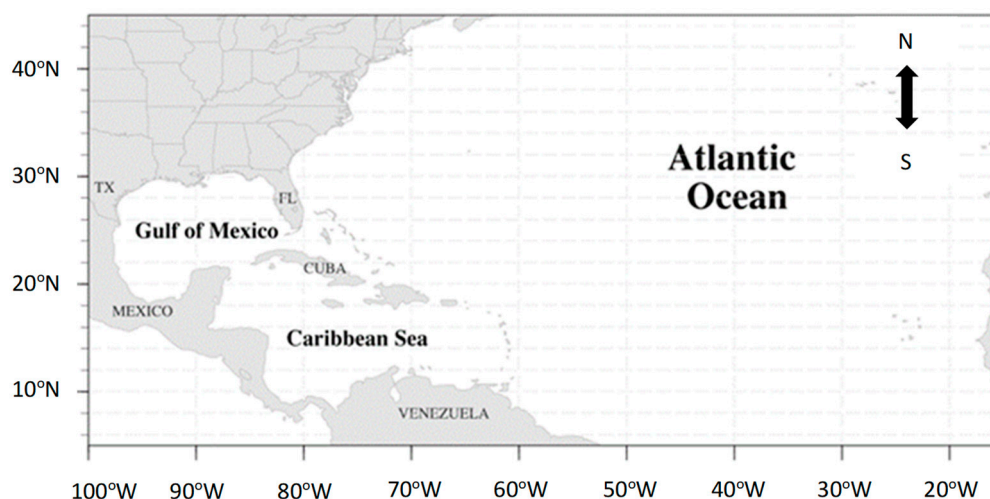 40°N
N
S
Atlantic
Ocean
30°N
TX
FL
Gulf of Mexico
CUBA
20°N
MEXICO
Caribbean Sea
10°N
VENEZUELA
100°W 90°W 80°W 70°W 60°W 50°W 40°W 30°W 20°W